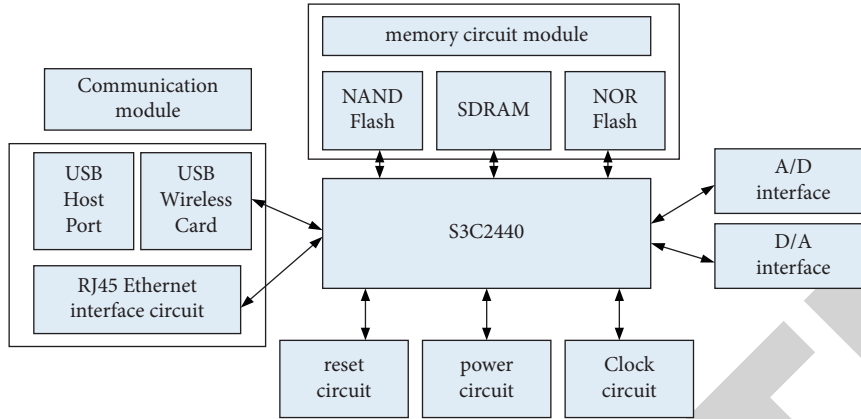 memory circuit module
Communication
module
NAND
Flash
SDRAM
NOR
Flash
USB
Host
Port
USB
Wireless
Card
RJ45 Ethernet
interface circuit
S3C2440
A/D
interface
D/A
interface
reset
circuit
power
circuit
Clock
circuit